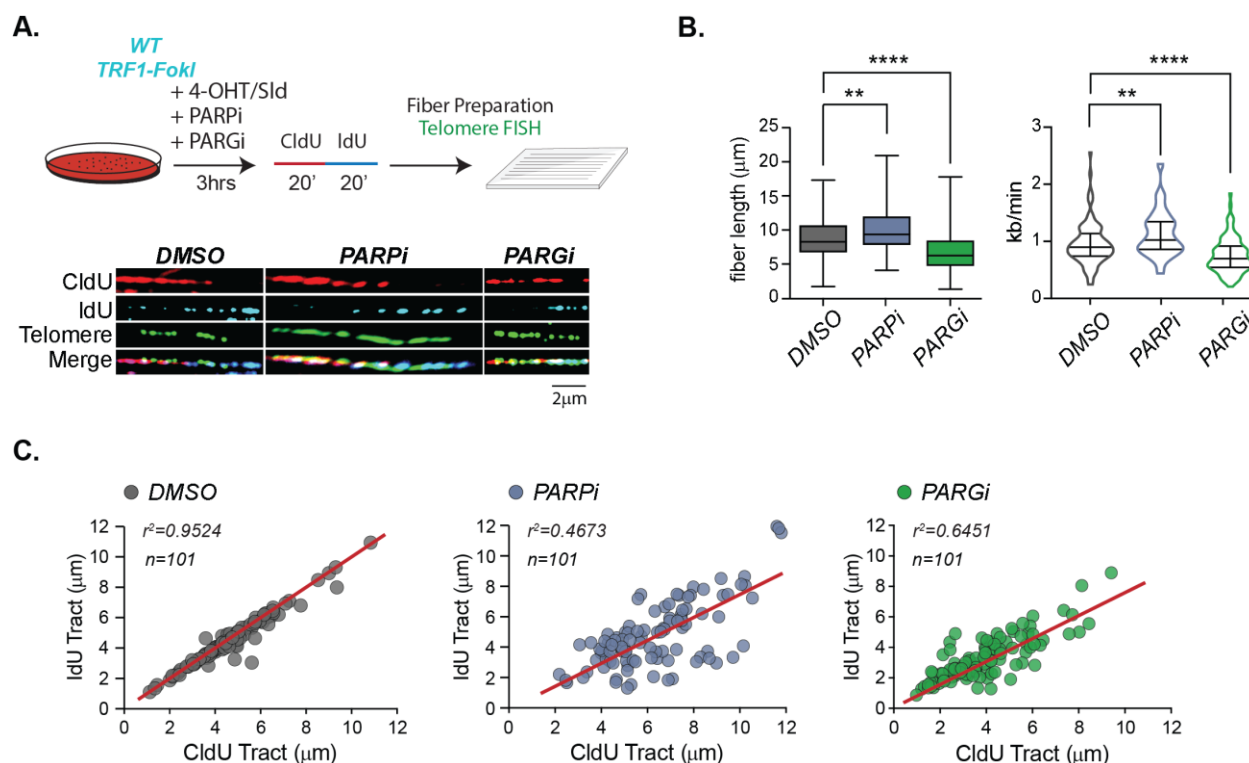 A.
WT
TRF1-FokI
+ 4-OHT/Sld
+ PARPi
+ PARGi
3hrs
CldU IdU
20' 20'
Fiber Preparation
Telomere FISH
DMSO PARPi PARGi
CldU
IdU
Telomere
Merge
2μm
B.
****
**
fiber length (μm)
25
20
15
10
5
0
DMSO PARPi PARGi
****
**
kb/min
3
2
1
0
DMSO PARPi PARGi
C.
DMSO
r²=0.9524
n=101
IdU Tract (μm)
12
10
8
6
4
2
0
0 2 4 6 8 10 12
CldU Tract (μm)
PARPi
r²=0.4673
n=101
IdU Tract (μm)
12
10
8
6
4
2
0
0 2 4 6 8 10 12
CldU Tract (μm)
PARGi
r²=0.6451
n=101
IdU Tract (μm)
12
10
8
6
4
2
0
0 2 4 6 8 10 12
CldU Tract (μm)